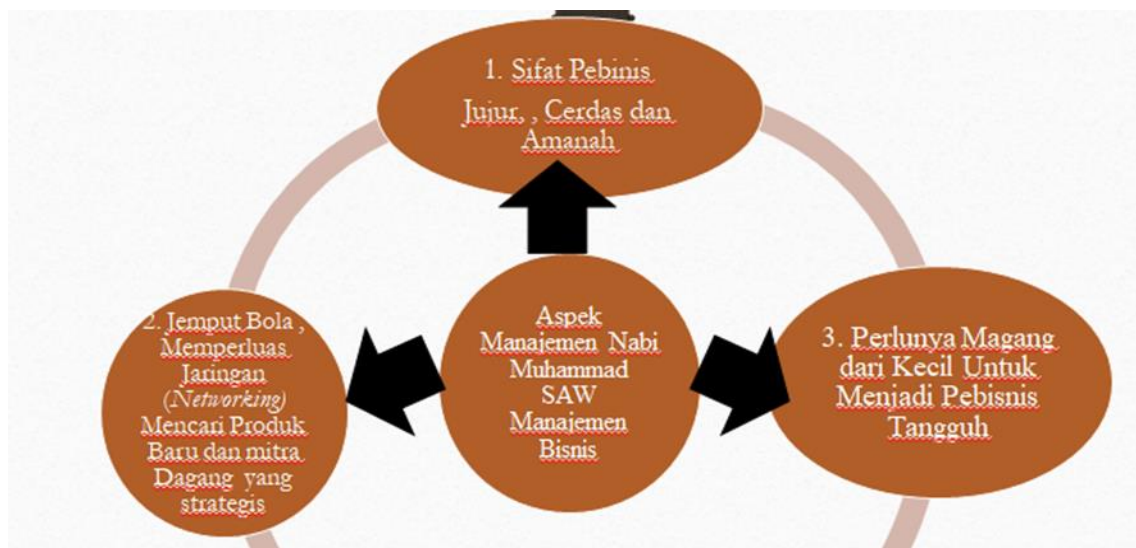 1. Sifat Pebinis
Jujur, , Cerdas dan
Amanah
Aspek
Manajemen Nabi
Muhammad
SAW
Manajemen
Bisnis
2. Jemput Bola ,
Memperluas
Jaringan
(Networking)
Mencari Produk
Baru dan mitra
Dagang yang
strategis
3. Perlunya Magang
dari Kecil Untuk
Menjadi Pebisnis
Tangguh